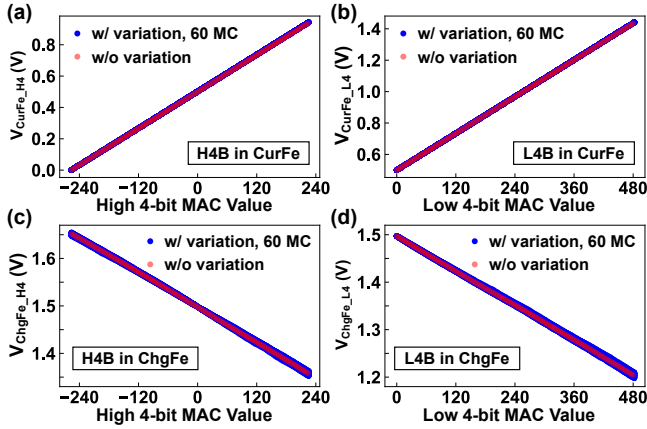 (a)
w/ variation, 60 MC
w/o variation
V_CurFe_H4 (V)
0.8
0.6
0.4
0.2
0.0
H4B in CurFe
−240 −120 0 120 240
High 4-bit MAC Value
(b)
w/ variation, 60 MC
w/o variation
V_CurFe_L4 (V)
1.4
1.2
1.0
0.8
0.6
L4B in CurFe
0 120 240 360 480
Low 4-bit MAC Value
(c)
w/ variation, 60 MC
w/o variation
V_ChgFe_H4 (V)
1.6
1.5
1.4
H4B in ChgFe
−240 −120 0 120 240
High 4-bit MAC Value
(d)
w/ variation, 60 MC
w/o variation
V_ChgFe_L4 (V)
1.5
1.4
1.3
1.2
L4B in ChgFe
0 120 240 360 480
Low 4-bit MAC Value